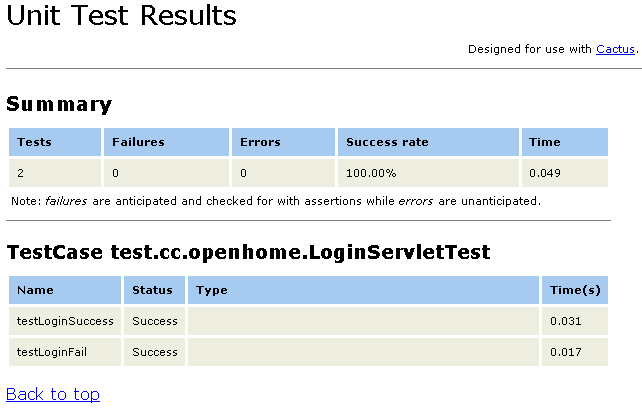 Unit Test Results
Designed for use with Cactus.
Summary
Tests Failures Errors Success rate Time
2 0 0 100.00% 0.049
Note: failures are anticipated and checked for with assertions while errors are unanticipated.
TestCase test.cc.openhome.LoginServletTest
Name Status Type Time(s)
testLoginSuccess Success 0.031
testLoginFail Success 0.017
Back to top